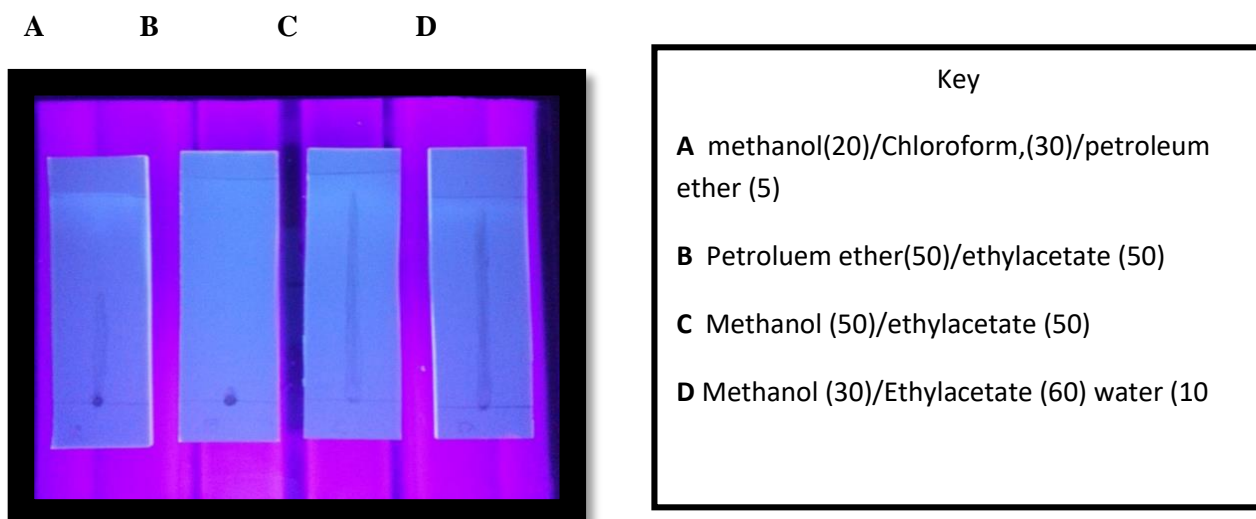 A B C D
Key
A methanol(20)/Chloroform,(30)/petroleum
ether (5)
B Petroluem ether(50)/ethylacetate (50)
C Methanol (50)/ethylacetate (50)
D Methanol (30)/Ethylacetate (60) water (10